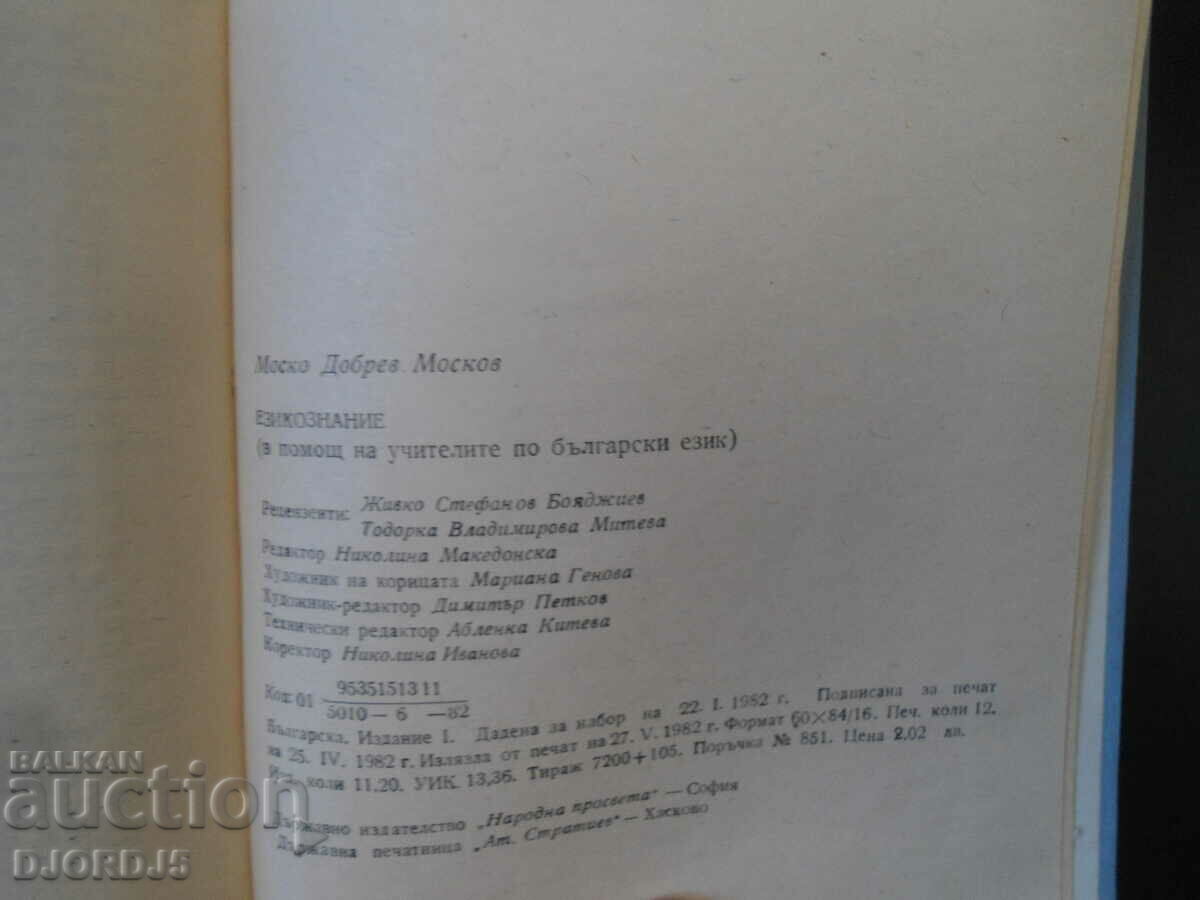 Моско Добрев Москов
ЕЗИКОЗНАНИЕ
(в помощ на учителите по български език)
Рецензенти: Живко Стефанов Бояджиев
Тодорка Владимирова Митева
Редактор Николина Македонска
Художник на корицата Мариана Генова
Художник-редактор Димитър Петков
Технически редактор Абленка Китева
Коректор Николина Иванова
Код 01 9535151311
5010 — 6 —82
Българска. Издание I. Дадена за набор на 22. I. 1982 г. Подписана за печат
на 25. IV. 1982 г. Излязла от печат на 27. V. 1982 г. Формат 60×84/16. Печ. коли 12.
Изд. коли 11.20. УИК 13,36. Тираж 7200+105. Поръчка № 851. Цена 2,02 лв.
Държавно издателство „Народна просвета“ — София
Държавна печатница „Ат. Стратиев“ — Хасково
BALKAN
auction
DJORDJ5